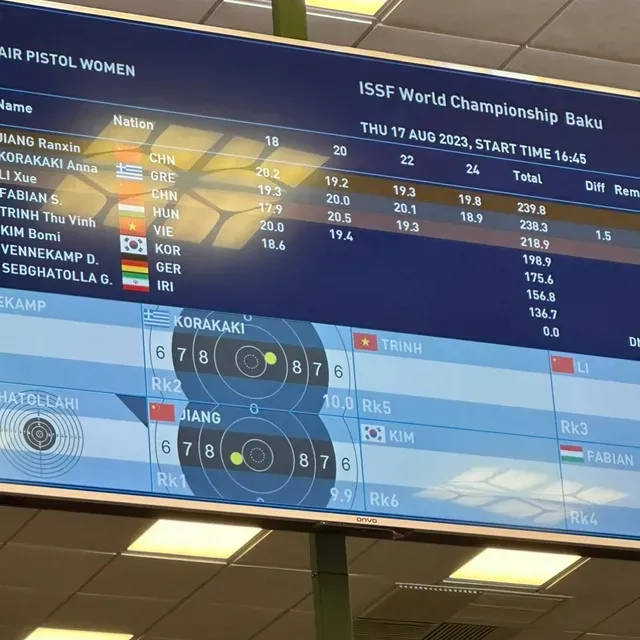 AIR PISTOL WOMEN
ISSF World Championship Baku
THU 17 AUG 2023, START TIME 16:45
Name Nation 18 20 22 24 Total Diff Rem
JIANG Ranxin CHN 20.2 19.2 19.3 19.8 239.8
KORAKAKI Anna GRE 19.3 20.0 20.1 18.9 238.3 1.5
LI Xue CHN 17.9 20.5 19.3 218.9
FABIAN S. HUN 20.0 19.4 198.9
TRINH Thu Vinh VIE 18.6 175.6
KIM Bomi KOR 156.8
VENNEKAMP D. GER 136.7
SEBGHATOLLA G. IRI 0.0
EKAMP
KORAKAKI
6 7 8 8 7 6
Rk2 10.0
TRINH
Rk5
LI
Rk3
HATOLLAHI
JIANG
6 7 8 8 7 6
Rk1 9.9
KIM
Rk6
FABIAN
Rk4
onvo